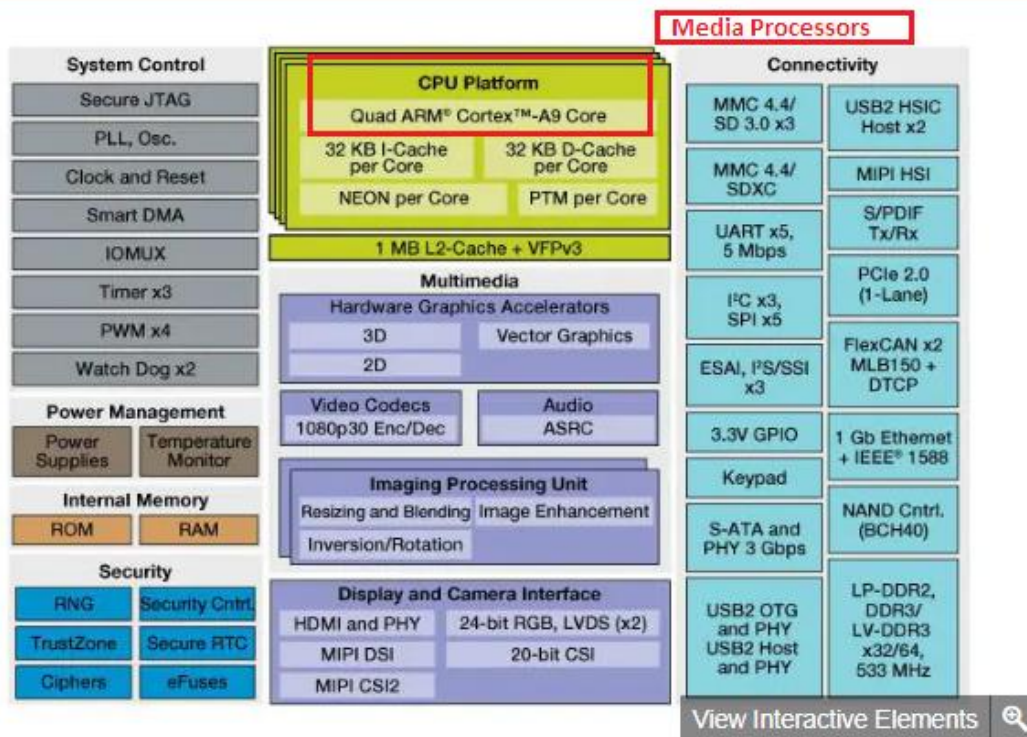 Media Processors
System Control
Secure JTAG
PLL, Osc.
Clock and Reset
Smart DMA
IOMUX
Timer x3
PWM x4
Watch Dog x2
Power Management
Power
Supplies
Temperature
Monitor
Internal Memory
ROM
RAM
Security
RNG
Security Cntrl.
TrustZone
Secure RTC
Ciphers
eFuses
CPU Platform
Quad ARM® Cortex™-A9 Core
32 KB I-Cache
per Core
32 KB D-Cache
per Core
NEON per Core
PTM per Core
1 MB L2-Cache + VFPv3
Multimedia
Hardware Graphics Accelerators
3D
Vector Graphics
2D
Video Codecs
1080p30 Enc/Dec
Audio
ASRC
Imaging Processing Unit
Resizing and Blending
Image Enhancement
Inversion/Rotation
Display and Camera Interface
HDMI and PHY
24-bit RGB, LVDS (x2)
MIPI DSI
20-bit CSI
MIPI CSI2
Connectivity
MMC 4.4/
SD 3.0 x3
MMC 4.4/
SDXC
UART x5,
5 Mbps
I²C x3,
SPI x5
ESAI, I²S/SSI
x3
3.3V GPIO
Keypad
S-ATA and
PHY 3 Gbps
USB2 OTG
and PHY
USB2 Host
and PHY
USB2 HSIC
Host x2
MIPI HSI
S/PDIF
Tx/Rx
PCIe 2.0
(1-Lane)
FlexCAN x2
MLB150 +
DTCP
1 Gb Ethernet
+ IEEE® 1588
NAND Cntrl.
(BCH40)
LP-DDR2,
DDR3/
LV-DDR3
x32/64,
533 MHz
View Interactive Elements